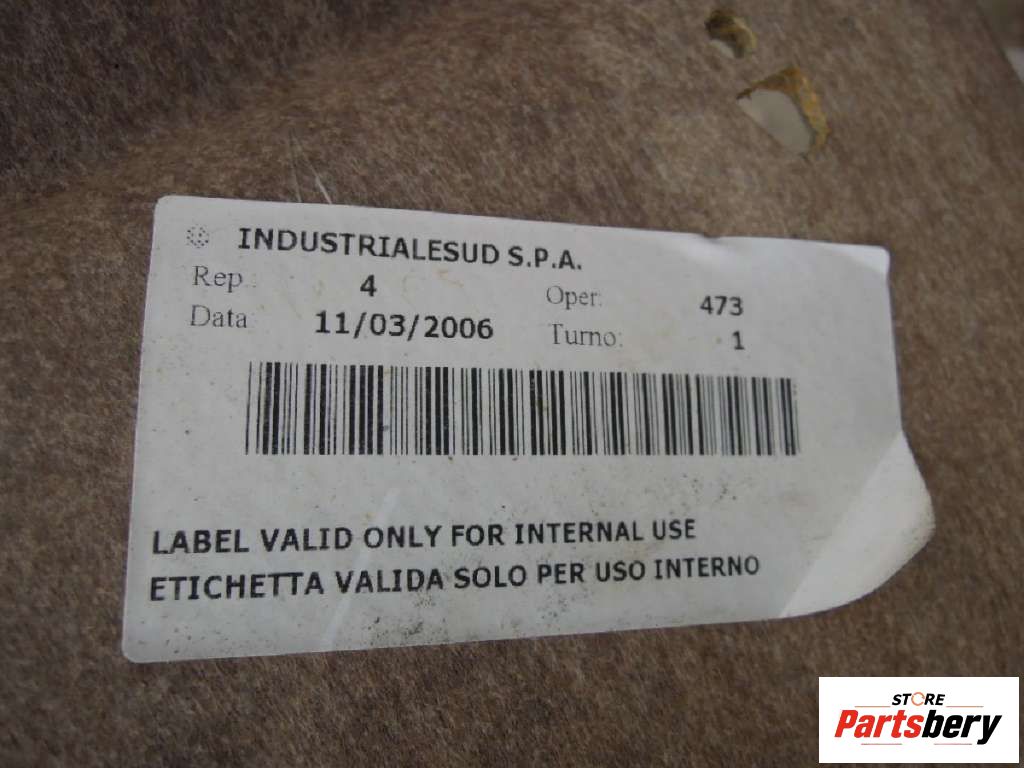 INDUSTRIALESUD S.P.A.
Rep.: 4 Oper: 473
Data 11/03/2006 Turno: 1
LABEL VALID ONLY FOR INTERNAL USE
ETICHETTA VALIDA SOLO PER USO INTERNO
STORE
Partsbery